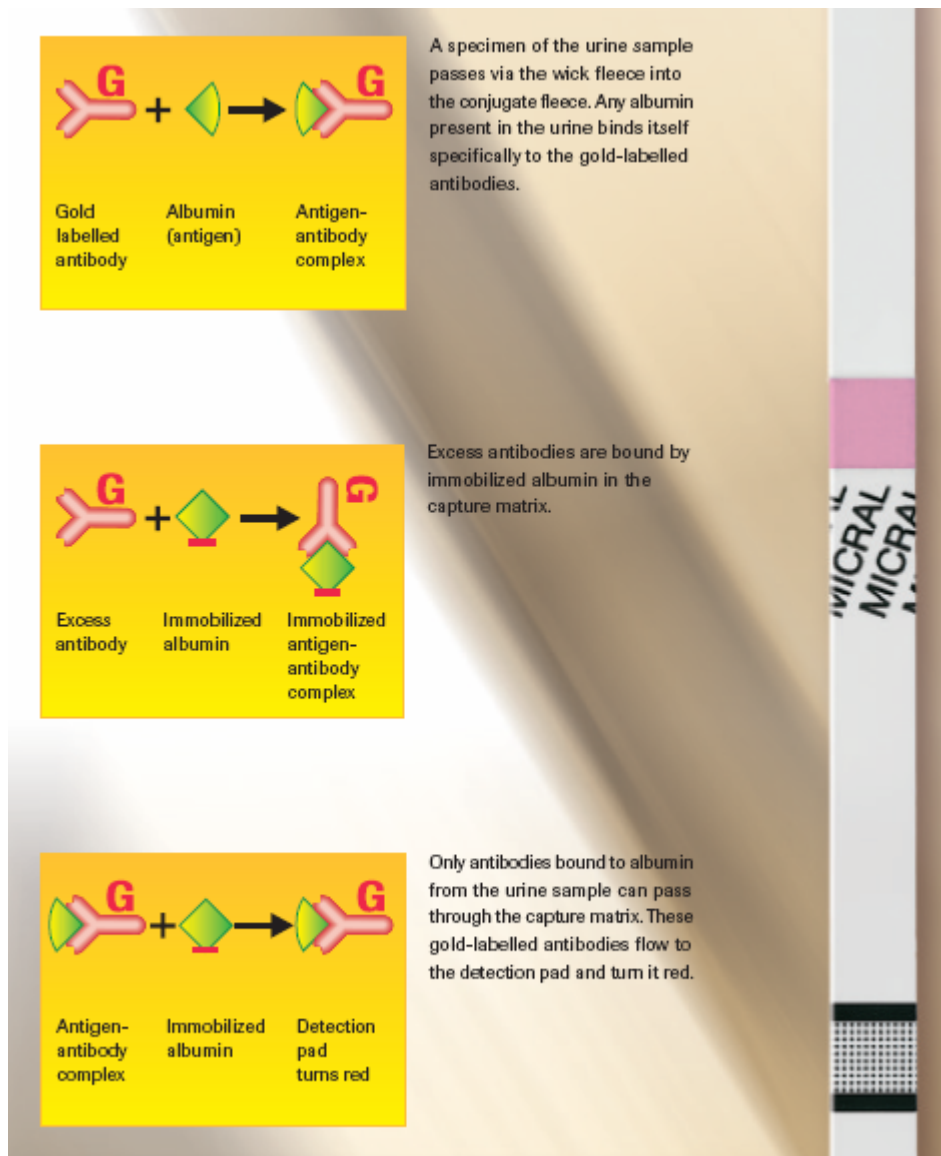 G
A specimen of the urine sample
passes via the wick fleece into
the conjugate fleece. Any albumin
present in the urine binds itself
specifically to the gold-labelled
antibodies.
+
G
Gold
labelled
antibody
Albumin
(antigen)
Antigen-
antibody
complex
Excess antibodies are bound by
immobilized albumin in the
capture matrix.
G
+
G
Excess
antibody
Immobilized
albumin
Immobilized
antigen-
antibody
complex
MICRAL
MICRAL
Only antibodies bound to albumin
from the urine sample can pass
through the capture matrix. These
gold-labelled antibodies flow to
the detection pad and turn it red.
G
+
G
Antigen-
antibody
complex
Immobilized
albumin
Detection
pad
turns red